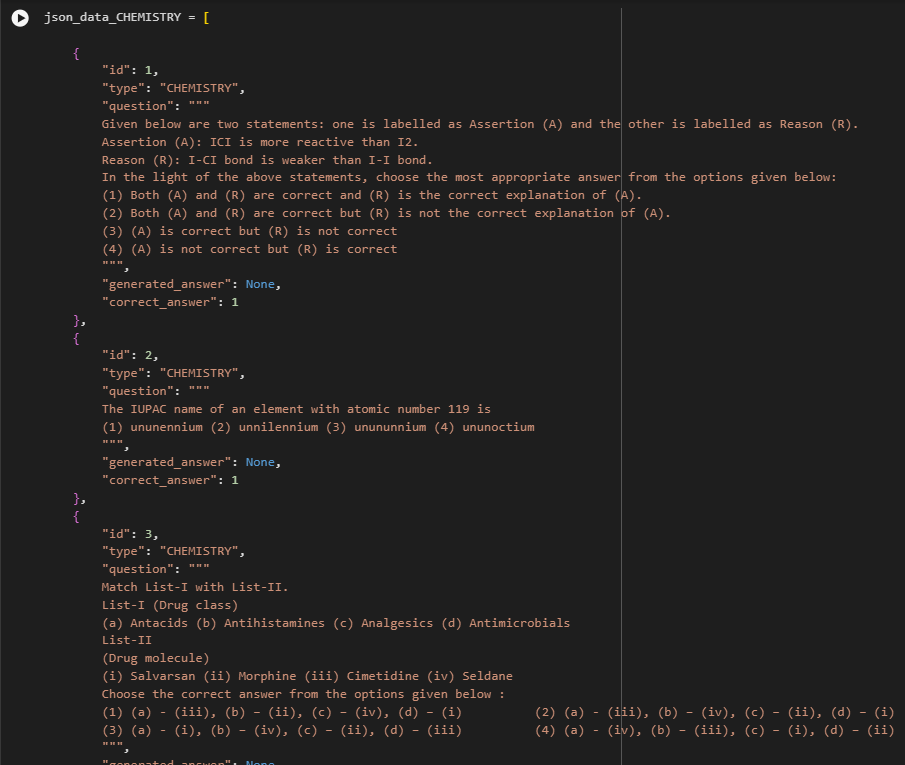 json_data_CHEMISTRY = [
{
"id": 1,
"type": "CHEMISTRY",
"question": """
Given below are two statements: one is labelled as Assertion (A) and the other is labelled as Reason (R).
Assertion (A): ICI is more reactive than I2.
Reason (R): I-CI bond is weaker than I-I bond.
In the light of the above statements, choose the most appropriate answer from the options given below:
(1) Both (A) and (R) are correct and (R) is the correct explanation of (A).
(2) Both (A) and (R) are correct but (R) is not the correct explanation of (A).
(3) (A) is correct but (R) is not correct
(4) (A) is not correct but (R) is correct
""",
"generated_answer": None,
"correct_answer": 1
},
{
"id": 2,
"type": "CHEMISTRY",
"question": """
The IUPAC name of an element with atomic number 119 is
(1) ununennium (2) unnilennium (3) unununnium (4) ununoctium
""",
"generated_answer": None,
"correct_answer": 1
},
{
"id": 3,
"type": "CHEMISTRY",
"question": """
Match List-I with List-II.
List-I (Drug class)
(a) Antacids (b) Antihistamines (c) Analgesics (d) Antimicrobials
List-II
(Drug molecule)
(i) Salvarsan (ii) Morphine (iii) Cimetidine (iv) Seldane
Choose the correct answer from the options given below :
(1) (a) - (iii), (b) – (ii), (c) – (iv), (d) – (i) (2) (a) - (iii), (b) – (iv), (c) – (ii), (d) – (i)
(3) (a) - (i), (b) – (iv), (c) – (ii), (d) – (iii) (4) (a) - (iv), (b) – (iii), (c) – (i), (d) – (ii)
""",
"generated_answer": None